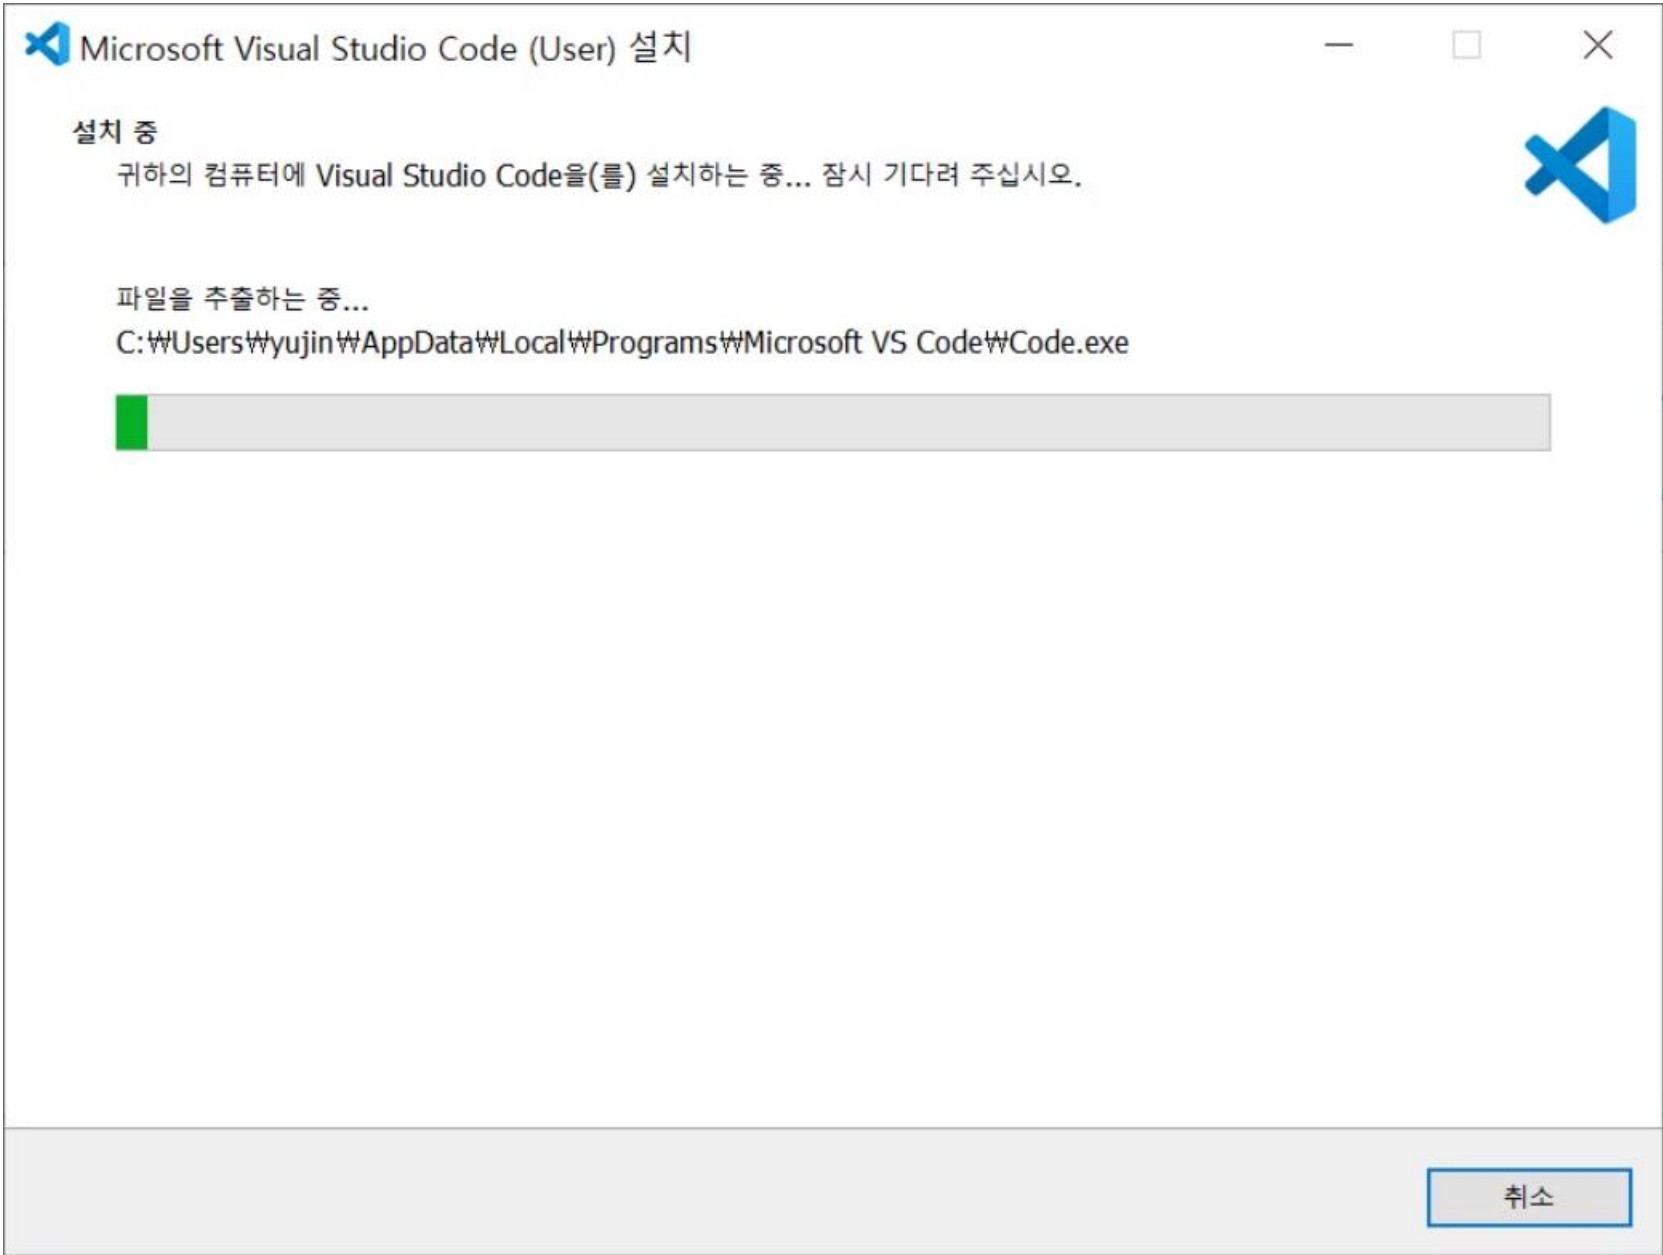 Microsoft Visual Studio Code (User) 설치
설치 중
귀하의 컴퓨터에 Visual Studio Code을(를) 설치하는 중... 잠시 기다려 주십시오.
파일을 추출하는 중...
C:₩Users₩yujin₩AppData₩Local₩Programs₩Microsoft VS Code₩Code.exe
취소